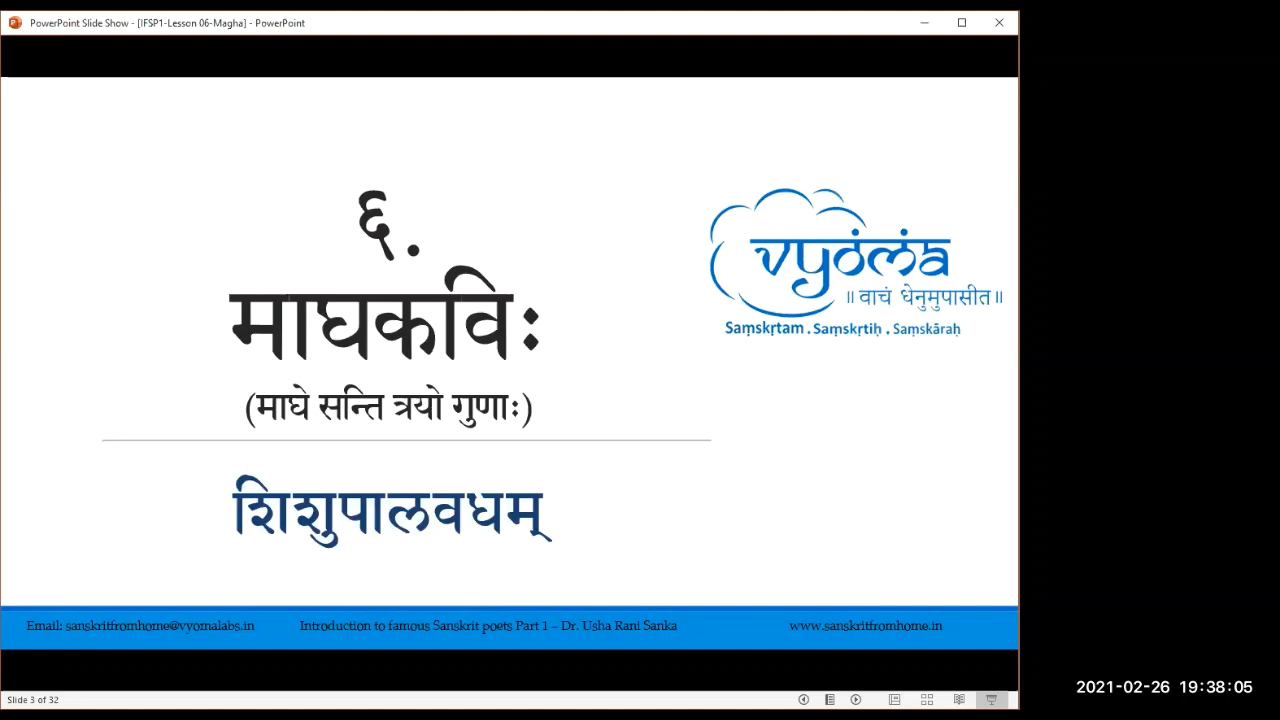 PowerPoint Slide Show - [IFSP1-Lesson 06-Magha] - PowerPoint
६.
माघकविः
(माघे सन्ति त्रयो गुणाः)
शिशुपालवधम्
vyoma
॥ वाचं धेनुमुपासीत॥
Saṃskṛtam . Saṃskṛtiḥ . Saṃskāraḥ
Email: sanskritfromhome@vyomalabs.in Introduction to famous Sanskrit poets Part 1 – Dr. Usha Rani Sanka www.sanskritfromhome.in
Slide 3 of 32
2021-02-26 19:38:05